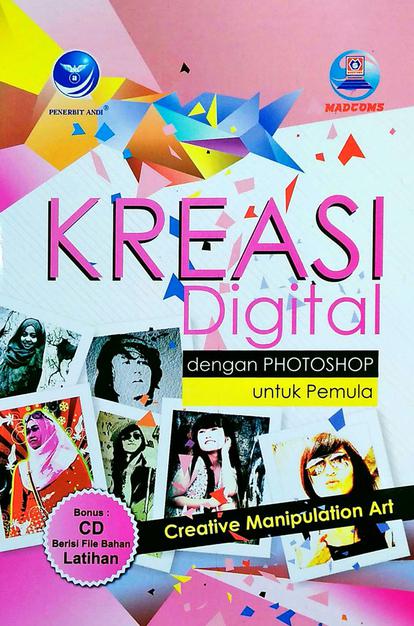 PENERBIT ANDI
MADCOMS
KREASI
Digital
dengan PHOTOSHOP
untuk Pemula
Creative Manipulation Art
Bonus :
CD
Berisi File Bahan
Latihan